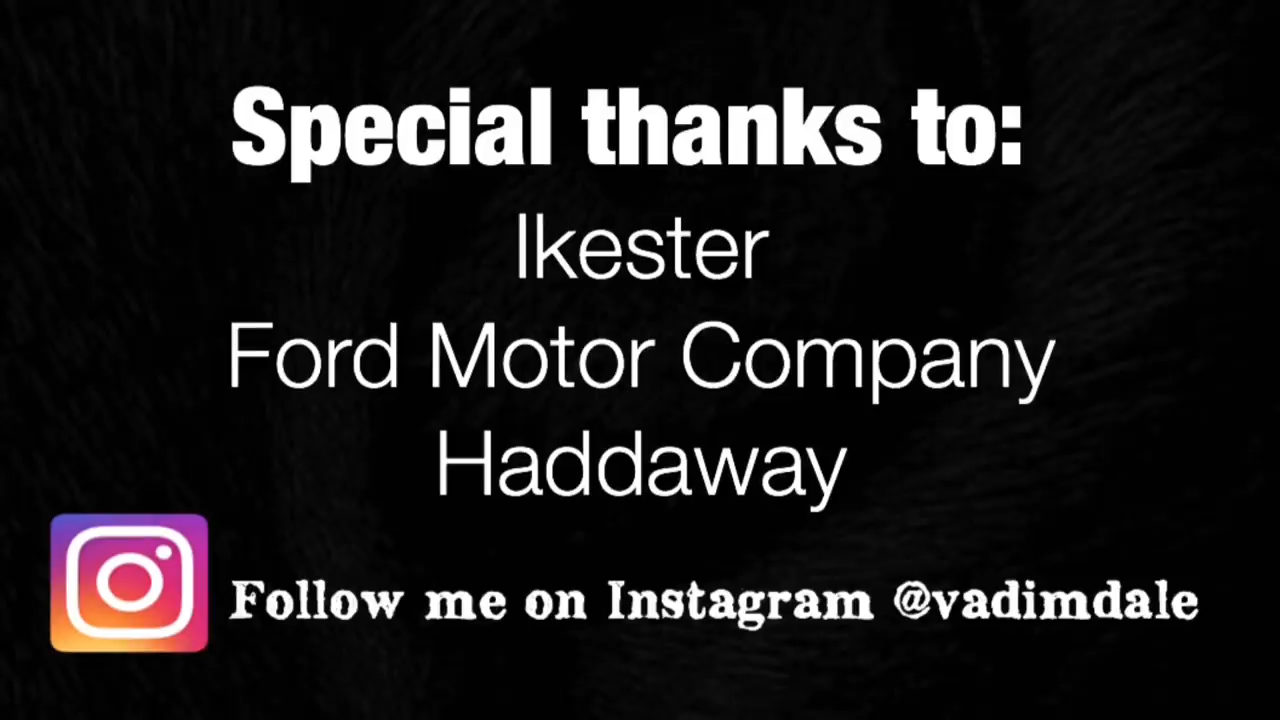 Special thanks to:
Ikester
Ford Motor Company
Haddaway
Follow me on Instagram @vadimdale